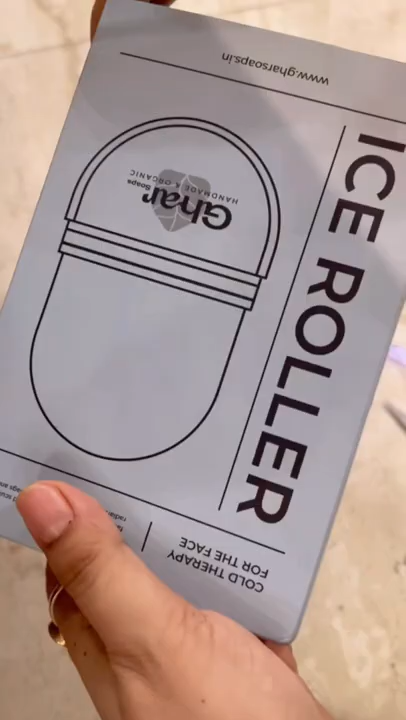 www.gharsoaps.in
ICE ROLLER
Ghar
Soaps
HANDMADE & ORGANIC
COLD THERAPY
FOR THE FACE